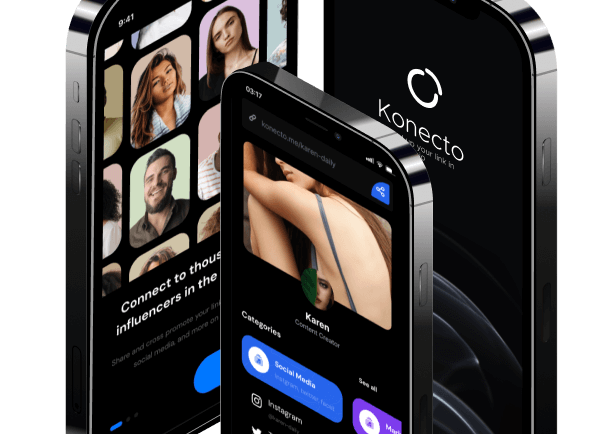 9:41
Connect to thous
influencers in the
Share and cross promote your link
social media, and more on
03:17
konecto.me/karen-daily
Karen
Content Creator
Categories
See all
Social Media
Instagram
Konecto
your link in